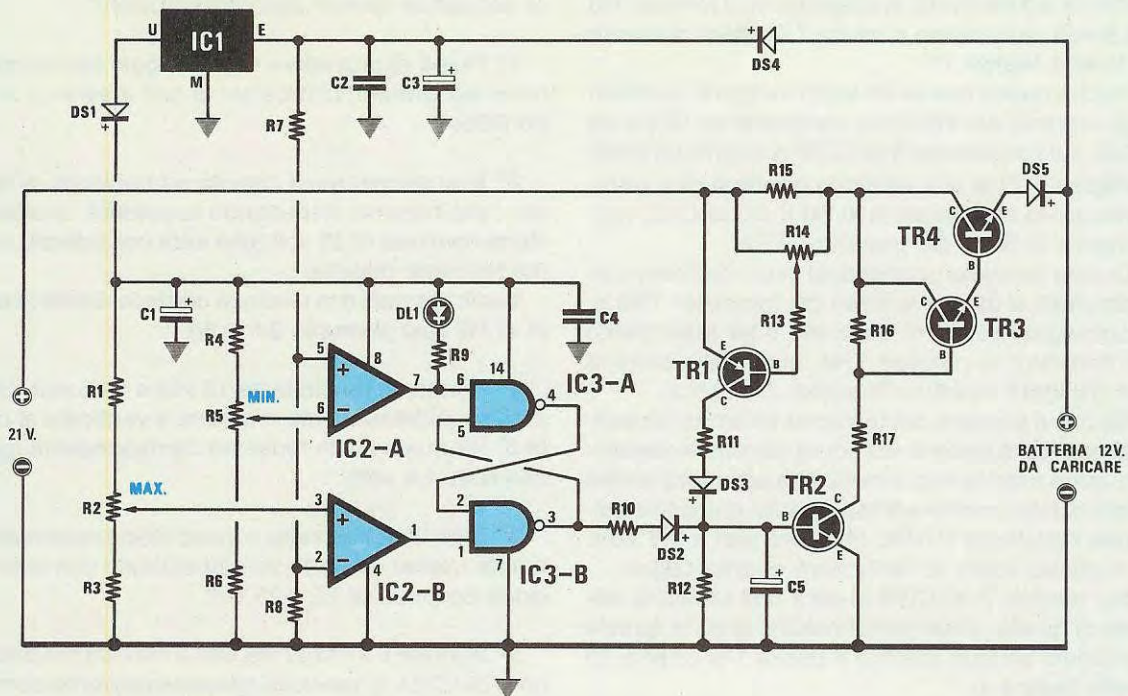 U
IC1
E
M
DS1
C2
C3
DS4
R7
R15
DS5
R14
TR4
C
E
B
C1
R4
DL1
C4
R13
R16
TR3
C
E
B
R9
R1
5
8
6
14
TR1
E
B
C
R5
MIN.
6
7
4
IC3-A
5
21 V.
IC2-A
R11
R17
BATTERIA 12V.
DA CARICARE
MAX.
R2
3
2
3
R10
DS3
TR2
C
B
E
1
1
DS2
2
4
7
R3
R6
R8
IC2-B
IC3-B
R12
C5